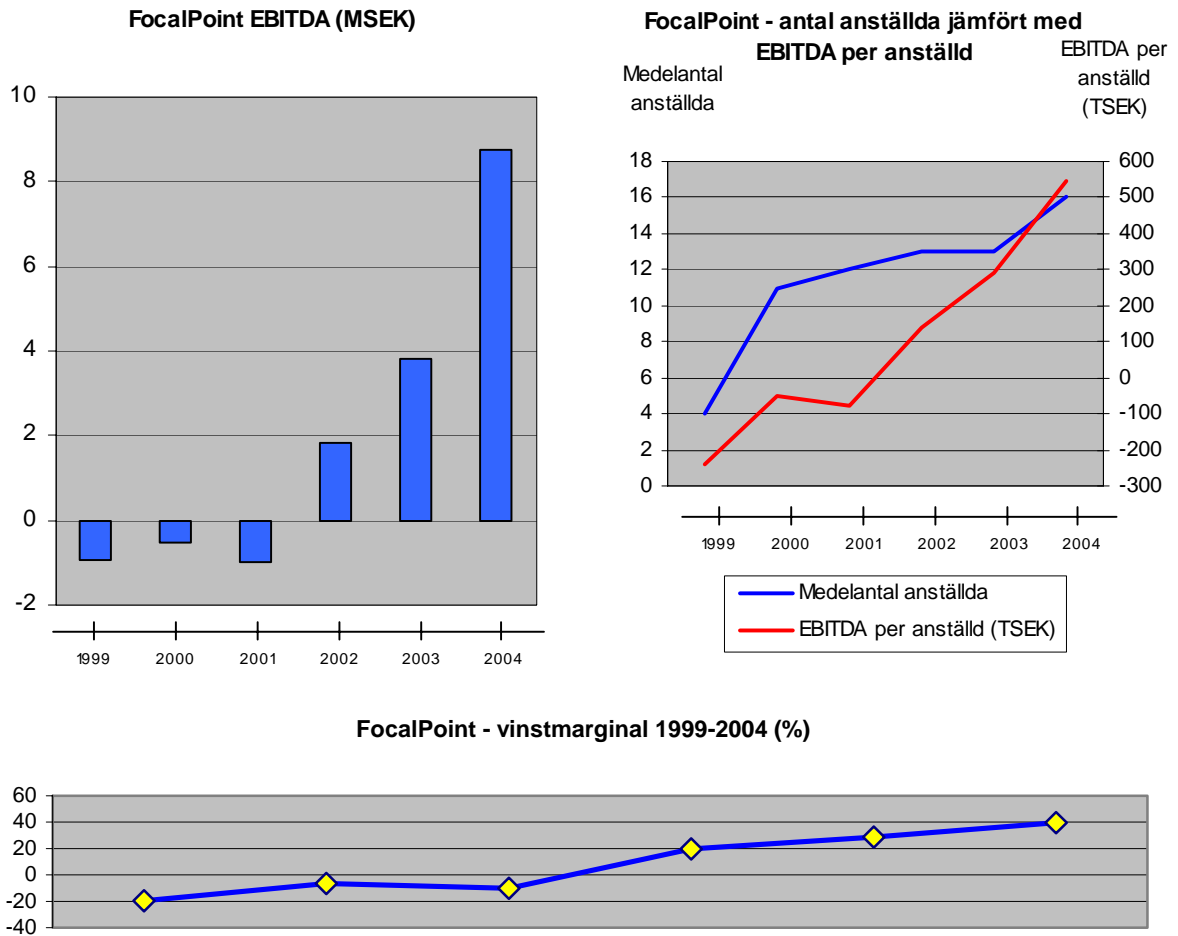 FocalPoint EBITDA (MSEK)
10
8
6
4
2
0
-2
1999 2000 2001 2002 2003 2004
FocalPoint - antal anställda jämfört med
EBITDA per anställd
Medelantal
anställda
EBITDA per
anställd
(TSEK)
18 600
16 500
14 400
12 300
10 200
8 100
6 0
4 -100
2 -200
0 -300
1999 2000 2001 2002 2003 2004
Medelantal anställda
EBITDA per anställd (TSEK)
FocalPoint - vinstmarginal 1999-2004 (%)
60
40
20
0
-20
-40